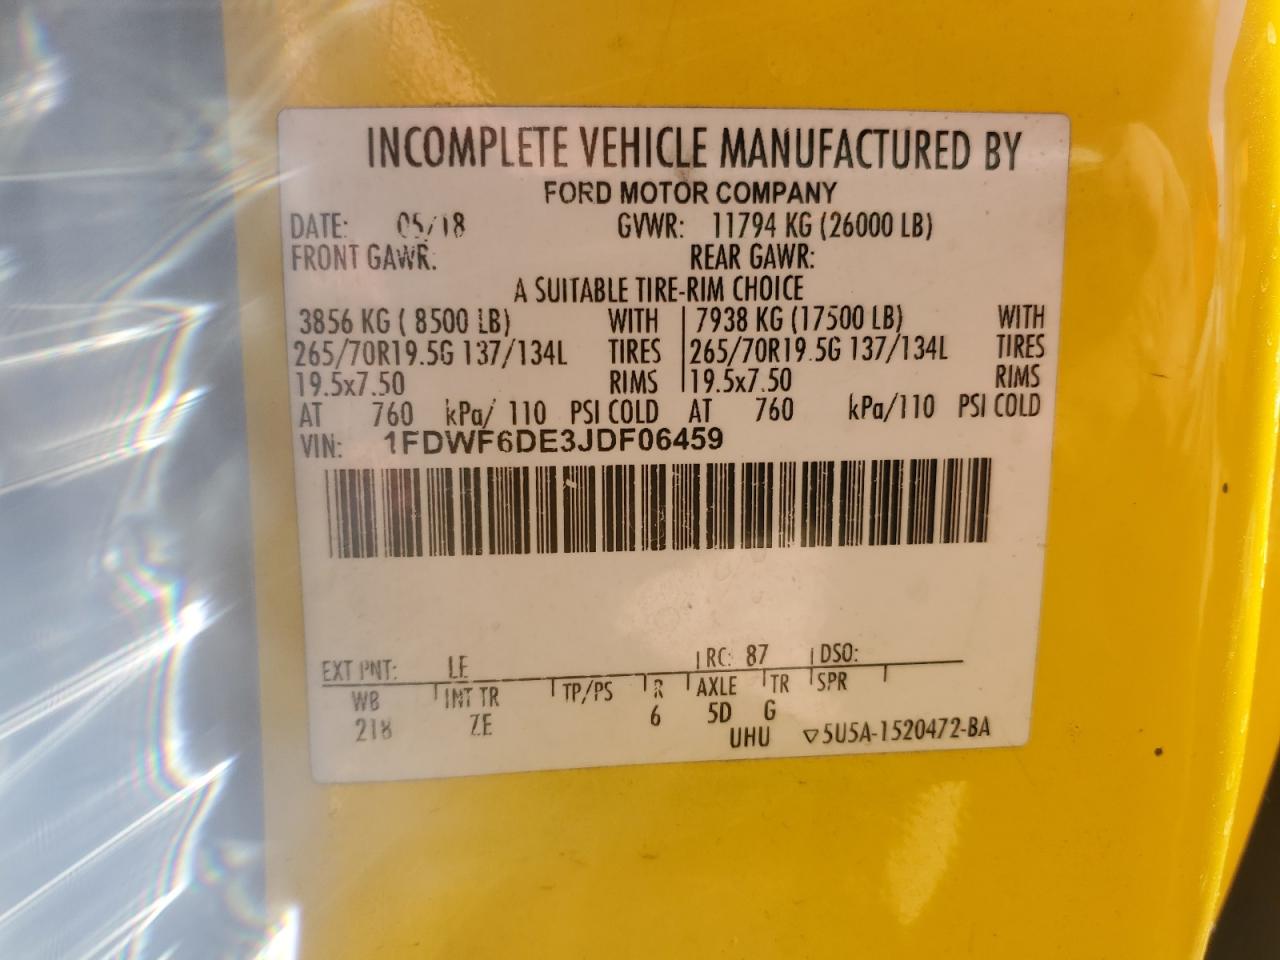 INCOMPLETE VEHICLE MANUFACTURED BY
FORD MOTOR COMPANY
DATE: 05/18 GVWR: 11794 KG (26000 LB)
FRONT GAWR: REAR GAWR:
A SUITABLE TIRE-RIM CHOICE
3856 KG ( 8500 LB) WITH 7938 KG (17500 LB) WITH
265/70R19.5G 137/134L TIRES 265/70R19.5G 137/134L TIRES
19.5x7.50 RIMS 19.5x7.50 RIMS
AT 760 kPa/ 110 PSI COLD AT 760 kPa/110 PSI COLD
VIN: 1FDWF6DE3JDF06459
EXT PNT: LE RC: 87 DSO:
WB INT TR TP/PS R AXLE TR SPR
218 ZE 6 5D G
UHU ▽5U5A-1520472-BA